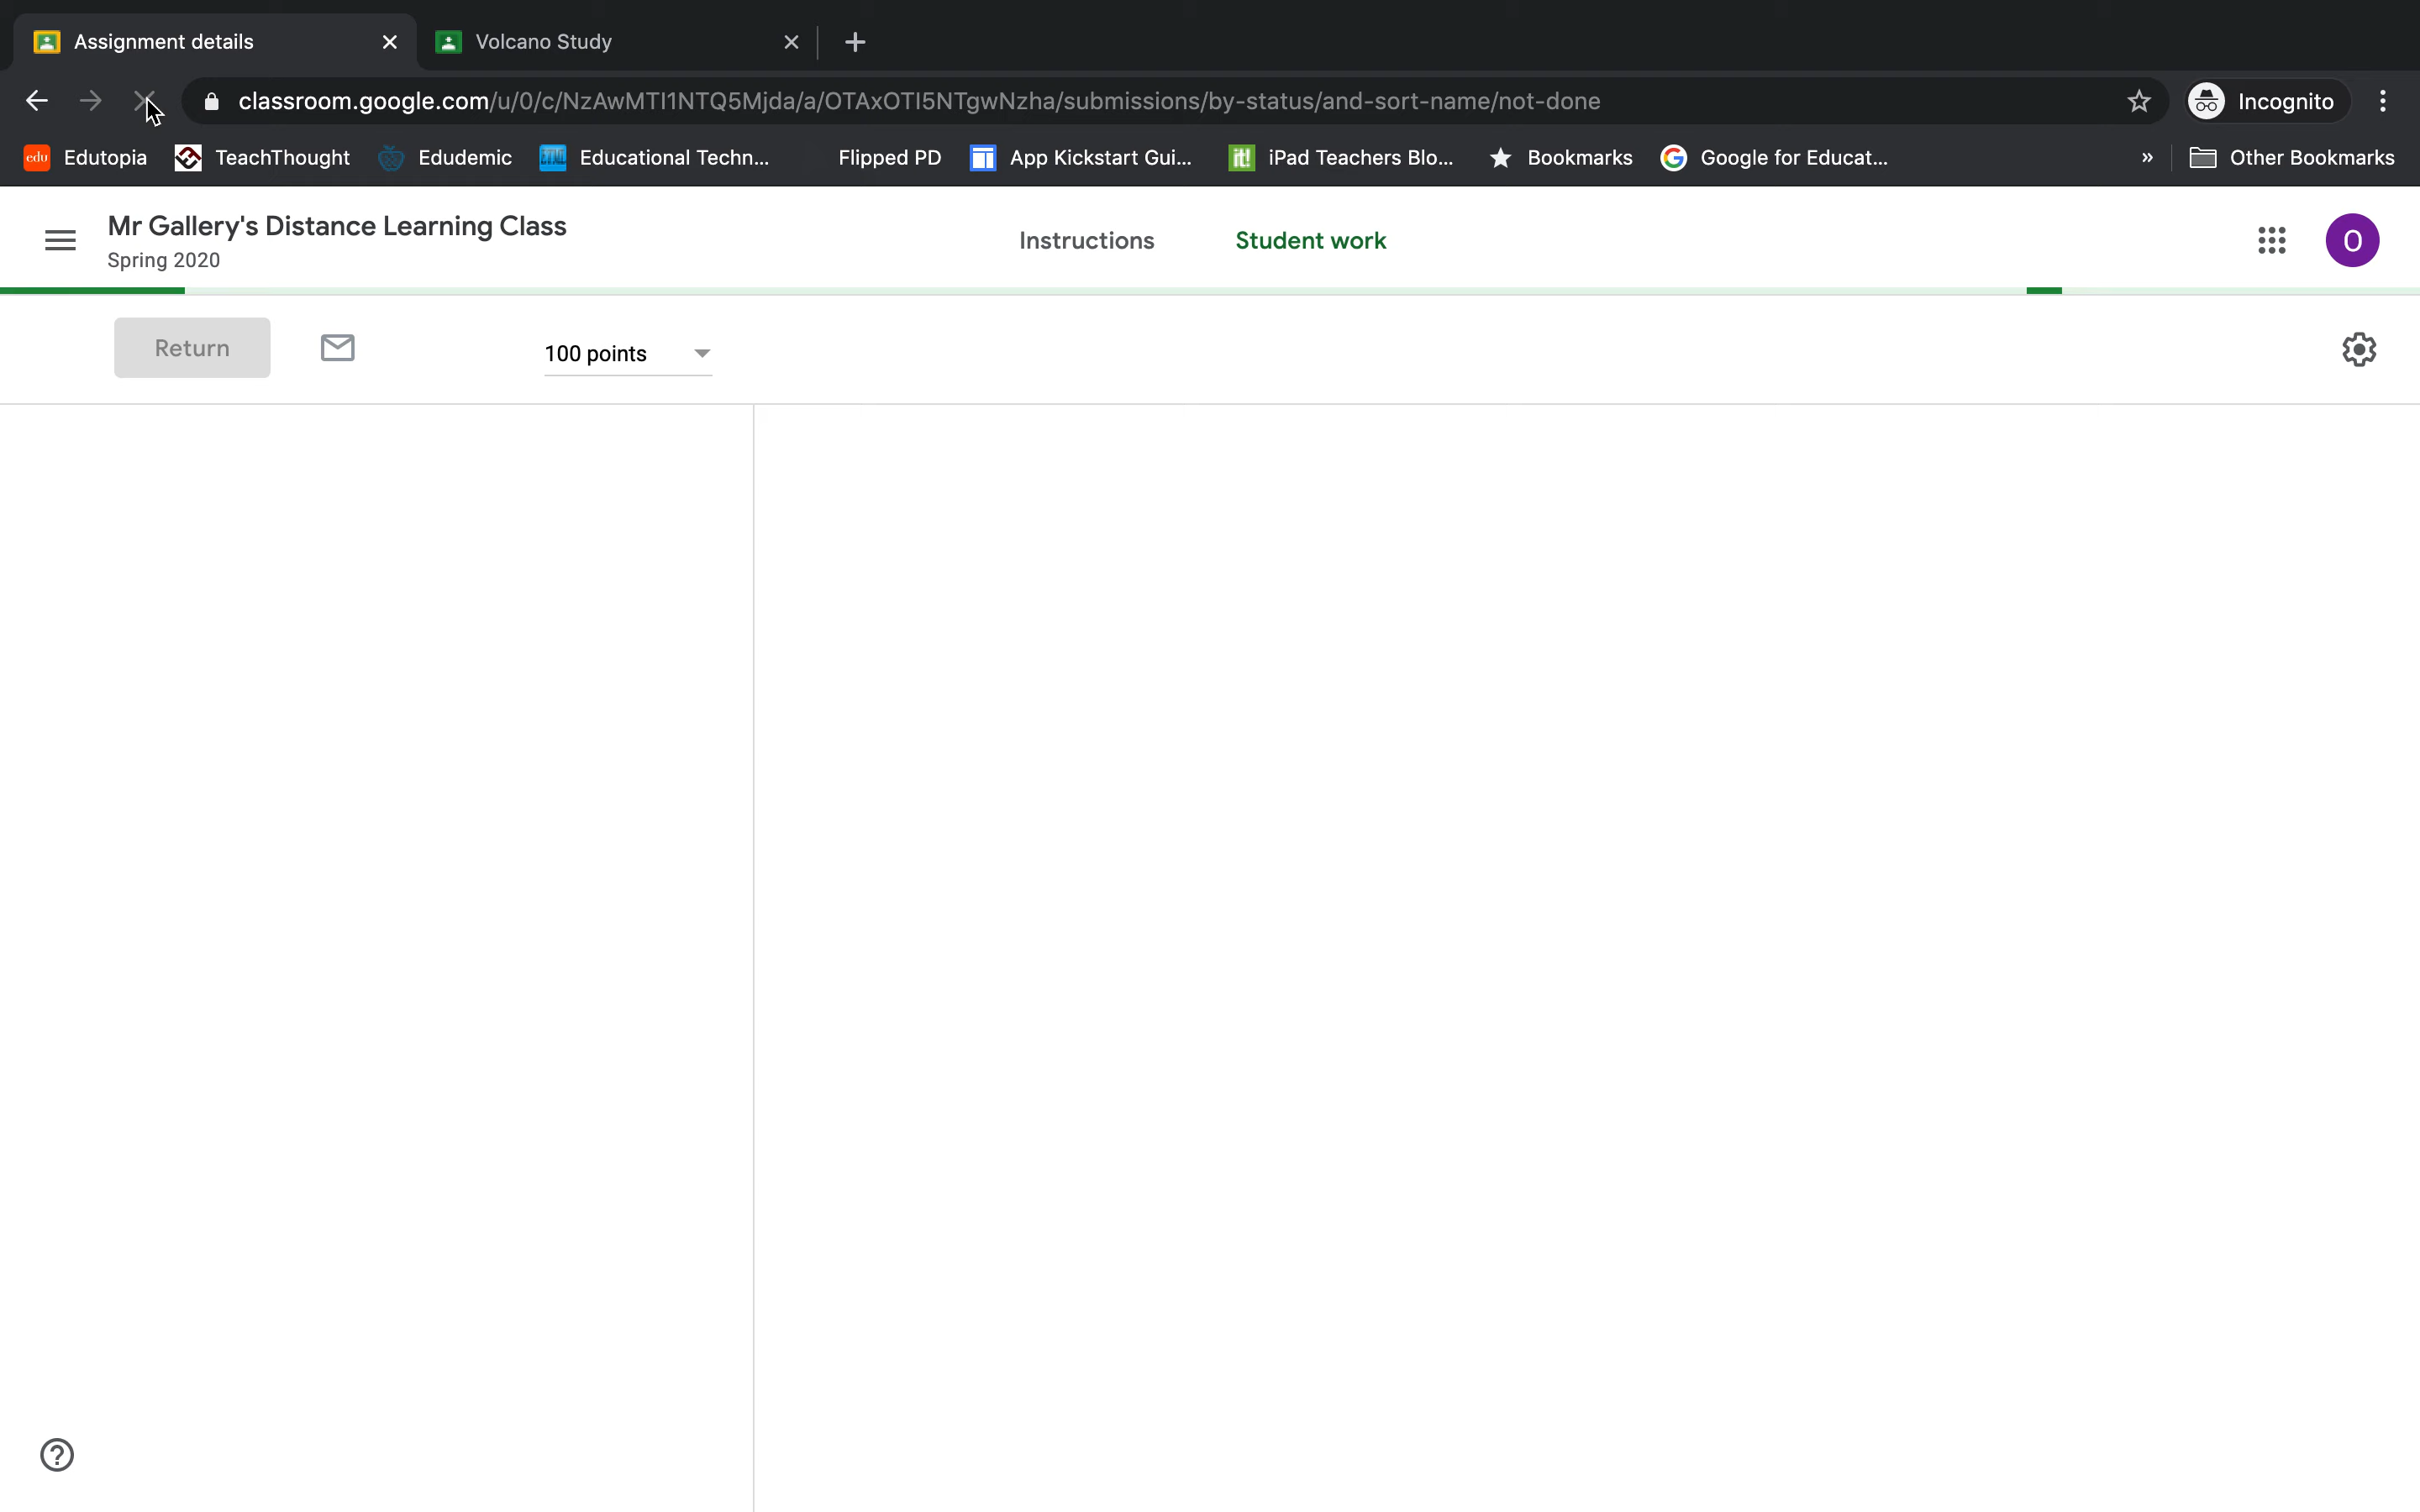 Assignment details
Volcano Study
classroom.google.com/u/0/c/NzAwMTI1NTQ5Mjda/a/OTAxOTI5NTgwNzha/submissions/by-status/and-sort-name/not-done
Incognito
edu Edutopia TeachThought Edudemic Educational Techn... Flipped PD App Kickstart Gui... it! iPad Teachers Blo... Bookmarks Google for Educat... » Other Bookmarks
Mr Gallery's Distance Learning Class
Spring 2020
Instructions
Student work
O
Return
100 points